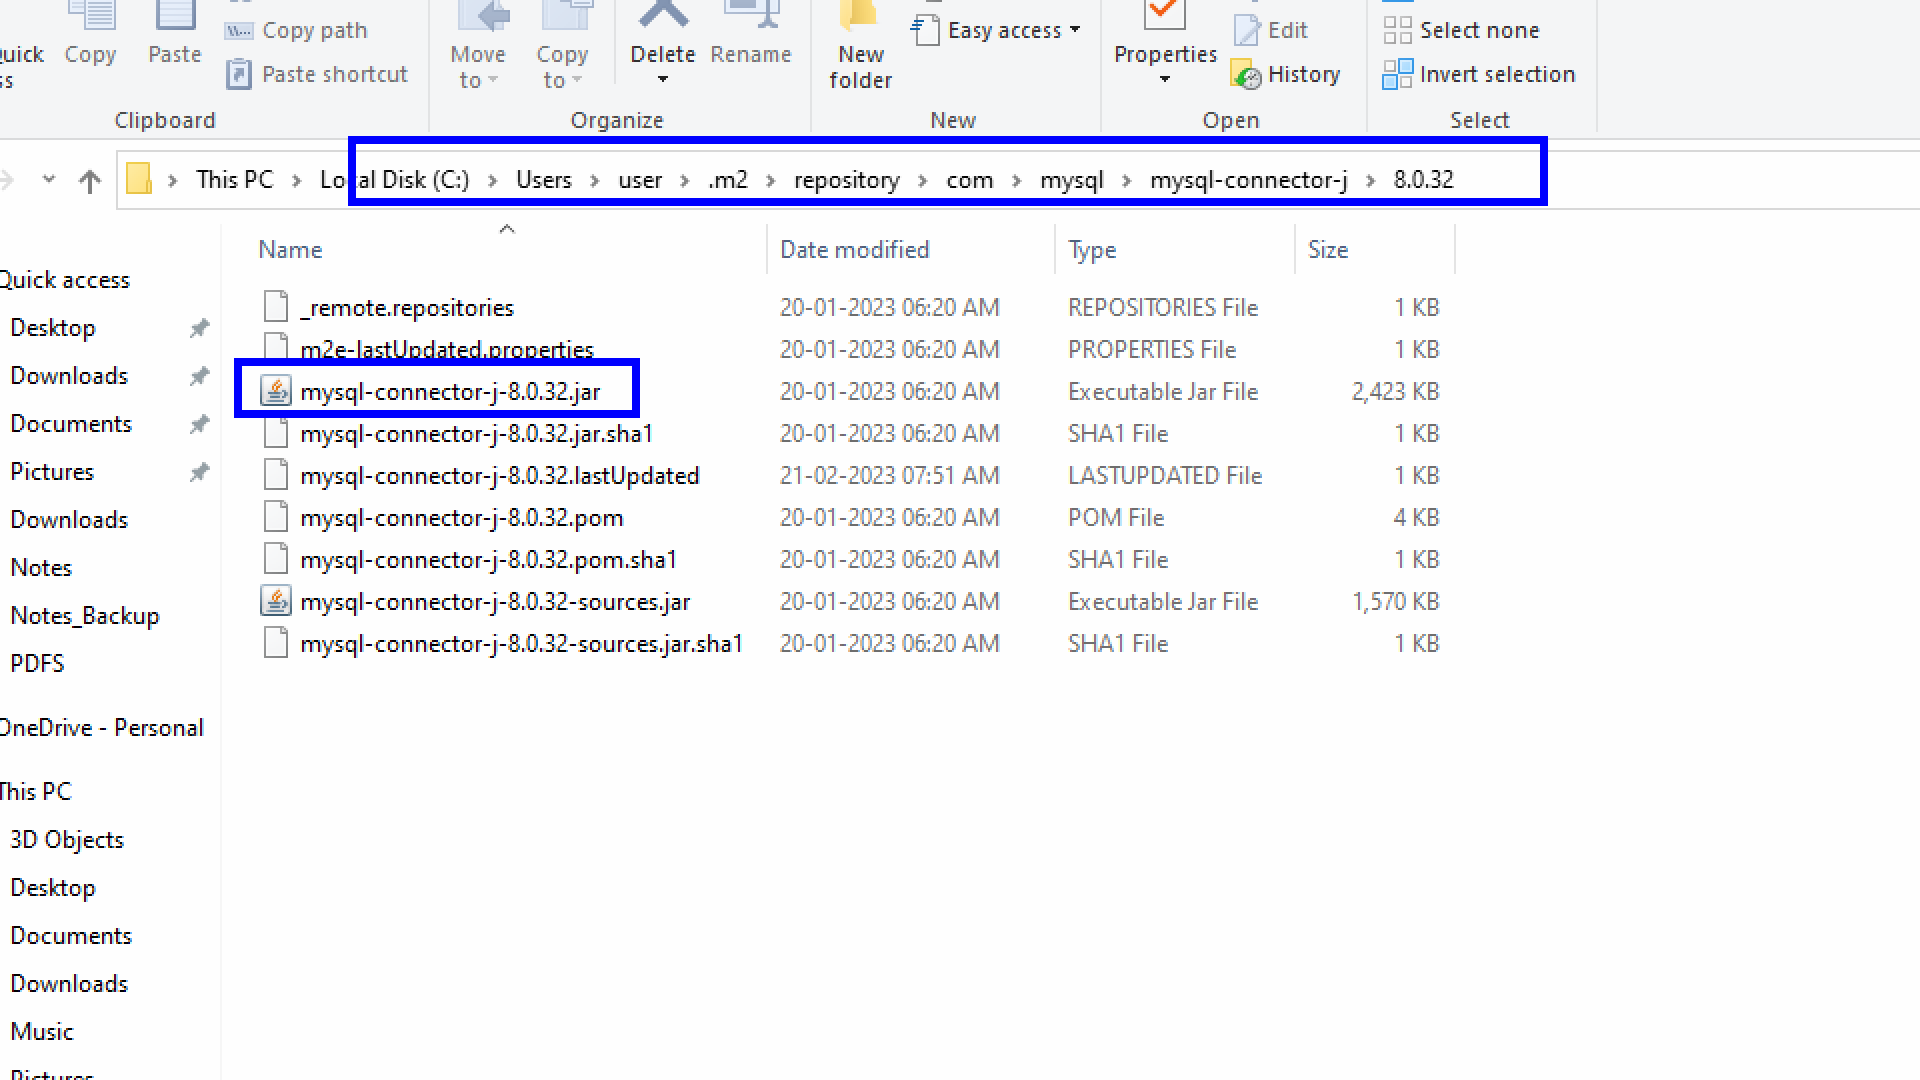 Quick
ss
Copy
Paste
Copy path
Paste shortcut
Clipboard
Move
to
Copy
to
Delete
Rename
Organize
New
folder
Easy access
New
Properties
Edit
History
Open
Select none
Invert selection
Select
This PC > Local Disk (C:) > Users > user > .m2 > repository > com > mysql > mysql-connector-j > 8.0.32
Name Date modified Type Size
_remote.repositories 20-01-2023 06:20 AM REPOSITORIES File 1 KB
m2e-lastUpdated.properties 20-01-2023 06:20 AM PROPERTIES File 1 KB
mysql-connector-j-8.0.32.jar 20-01-2023 06:20 AM Executable Jar File 2,423 KB
mysql-connector-j-8.0.32.jar.sha1 20-01-2023 06:20 AM SHA1 File 1 KB
mysql-connector-j-8.0.32.lastUpdated 21-02-2023 07:51 AM LASTUPDATED File 1 KB
mysql-connector-j-8.0.32.pom 20-01-2023 06:20 AM POM File 4 KB
mysql-connector-j-8.0.32.pom.sha1 20-01-2023 06:20 AM SHA1 File 1 KB
mysql-connector-j-8.0.32-sources.jar 20-01-2023 06:20 AM Executable Jar File 1,570 KB
mysql-connector-j-8.0.32-sources.jar.sha1 20-01-2023 06:20 AM SHA1 File 1 KB
Quick access
Desktop
Downloads
Documents
Pictures
Downloads
Notes
Notes_Backup
PDFS
OneDrive - Personal
This PC
3D Objects
Desktop
Documents
Downloads
Music
Pictures